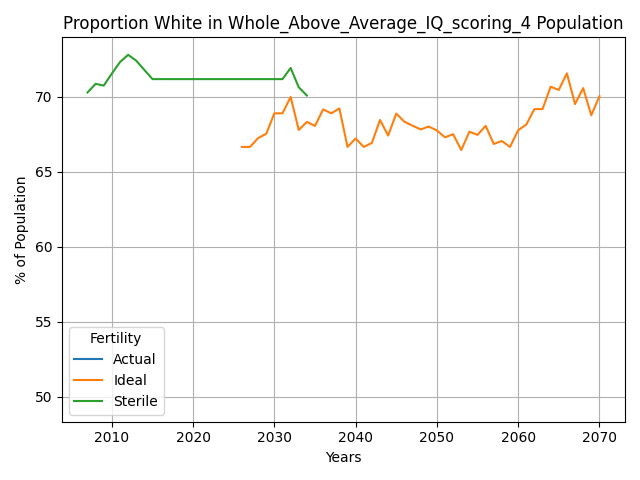 Proportion White in Whole_Above_Average_IQ_scoring_4 Population
% of Population
70
65
60
55
50
Fertility
Actual
Ideal
Sterile
2010 2020 2030 2040 2050 2060 2070
Years